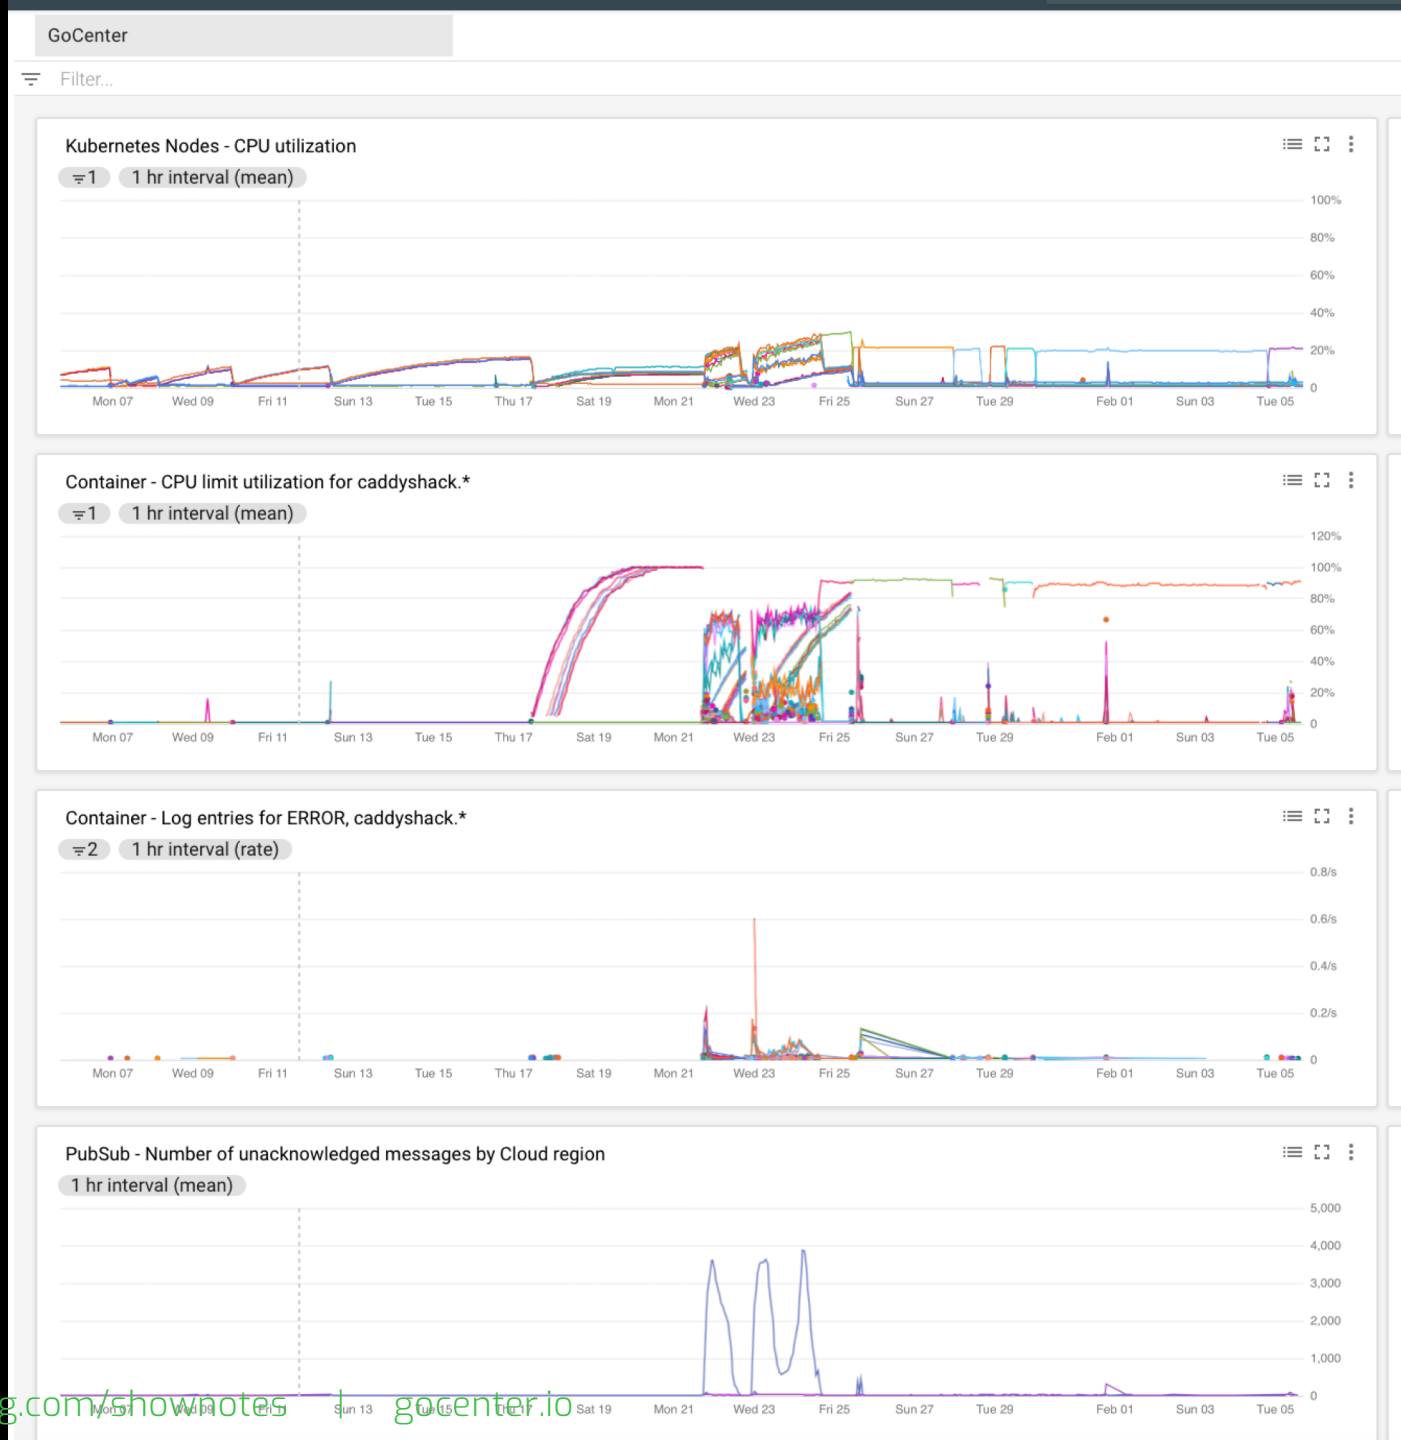 GoCenter
Filter...
Kubernetes Nodes - CPU utilization
1 1 hr interval (mean)
100%
80%
60%
40%
20%
0
Mon 07 Wed 09 Fri 11 Sun 13 Tue 15 Thu 17 Sat 19 Mon 21 Wed 23 Fri 25 Sun 27 Tue 29 Feb 01 Sun 03 Tue 05
Container - CPU limit utilization for caddyshack.*
1 1 hr interval (mean)
120%
100%
80%
60%
40%
20%
0
Mon 07 Wed 09 Fri 11 Sun 13 Tue 15 Thu 17 Sat 19 Mon 21 Wed 23 Fri 25 Sun 27 Tue 29 Feb 01 Sun 03 Tue 05
Container - Log entries for ERROR, caddyshack.*
2 1 hr interval (rate)
0.8/s
0.6/s
0.4/s
0.2/s
0
Mon 07 Wed 09 Fri 11 Sun 13 Tue 15 Thu 17 Sat 19 Mon 21 Wed 23 Fri 25 Sun 27 Tue 29 Feb 01 Sun 03 Tue 05
PubSub - Number of unacknowledged messages by Cloud region
1 hr interval (mean)
5,000
4,000
3,000
2,000
1,000
0
Mon 07 Wed 09 Fri 11 Sun 13 Tue 15 Thu 17 Sat 19 Mon 21 Wed 23 Fri 25 Sun 27 Tue 29 Feb 01 Sun 03 Tue 05
g.com/shownotes | gocenter.io